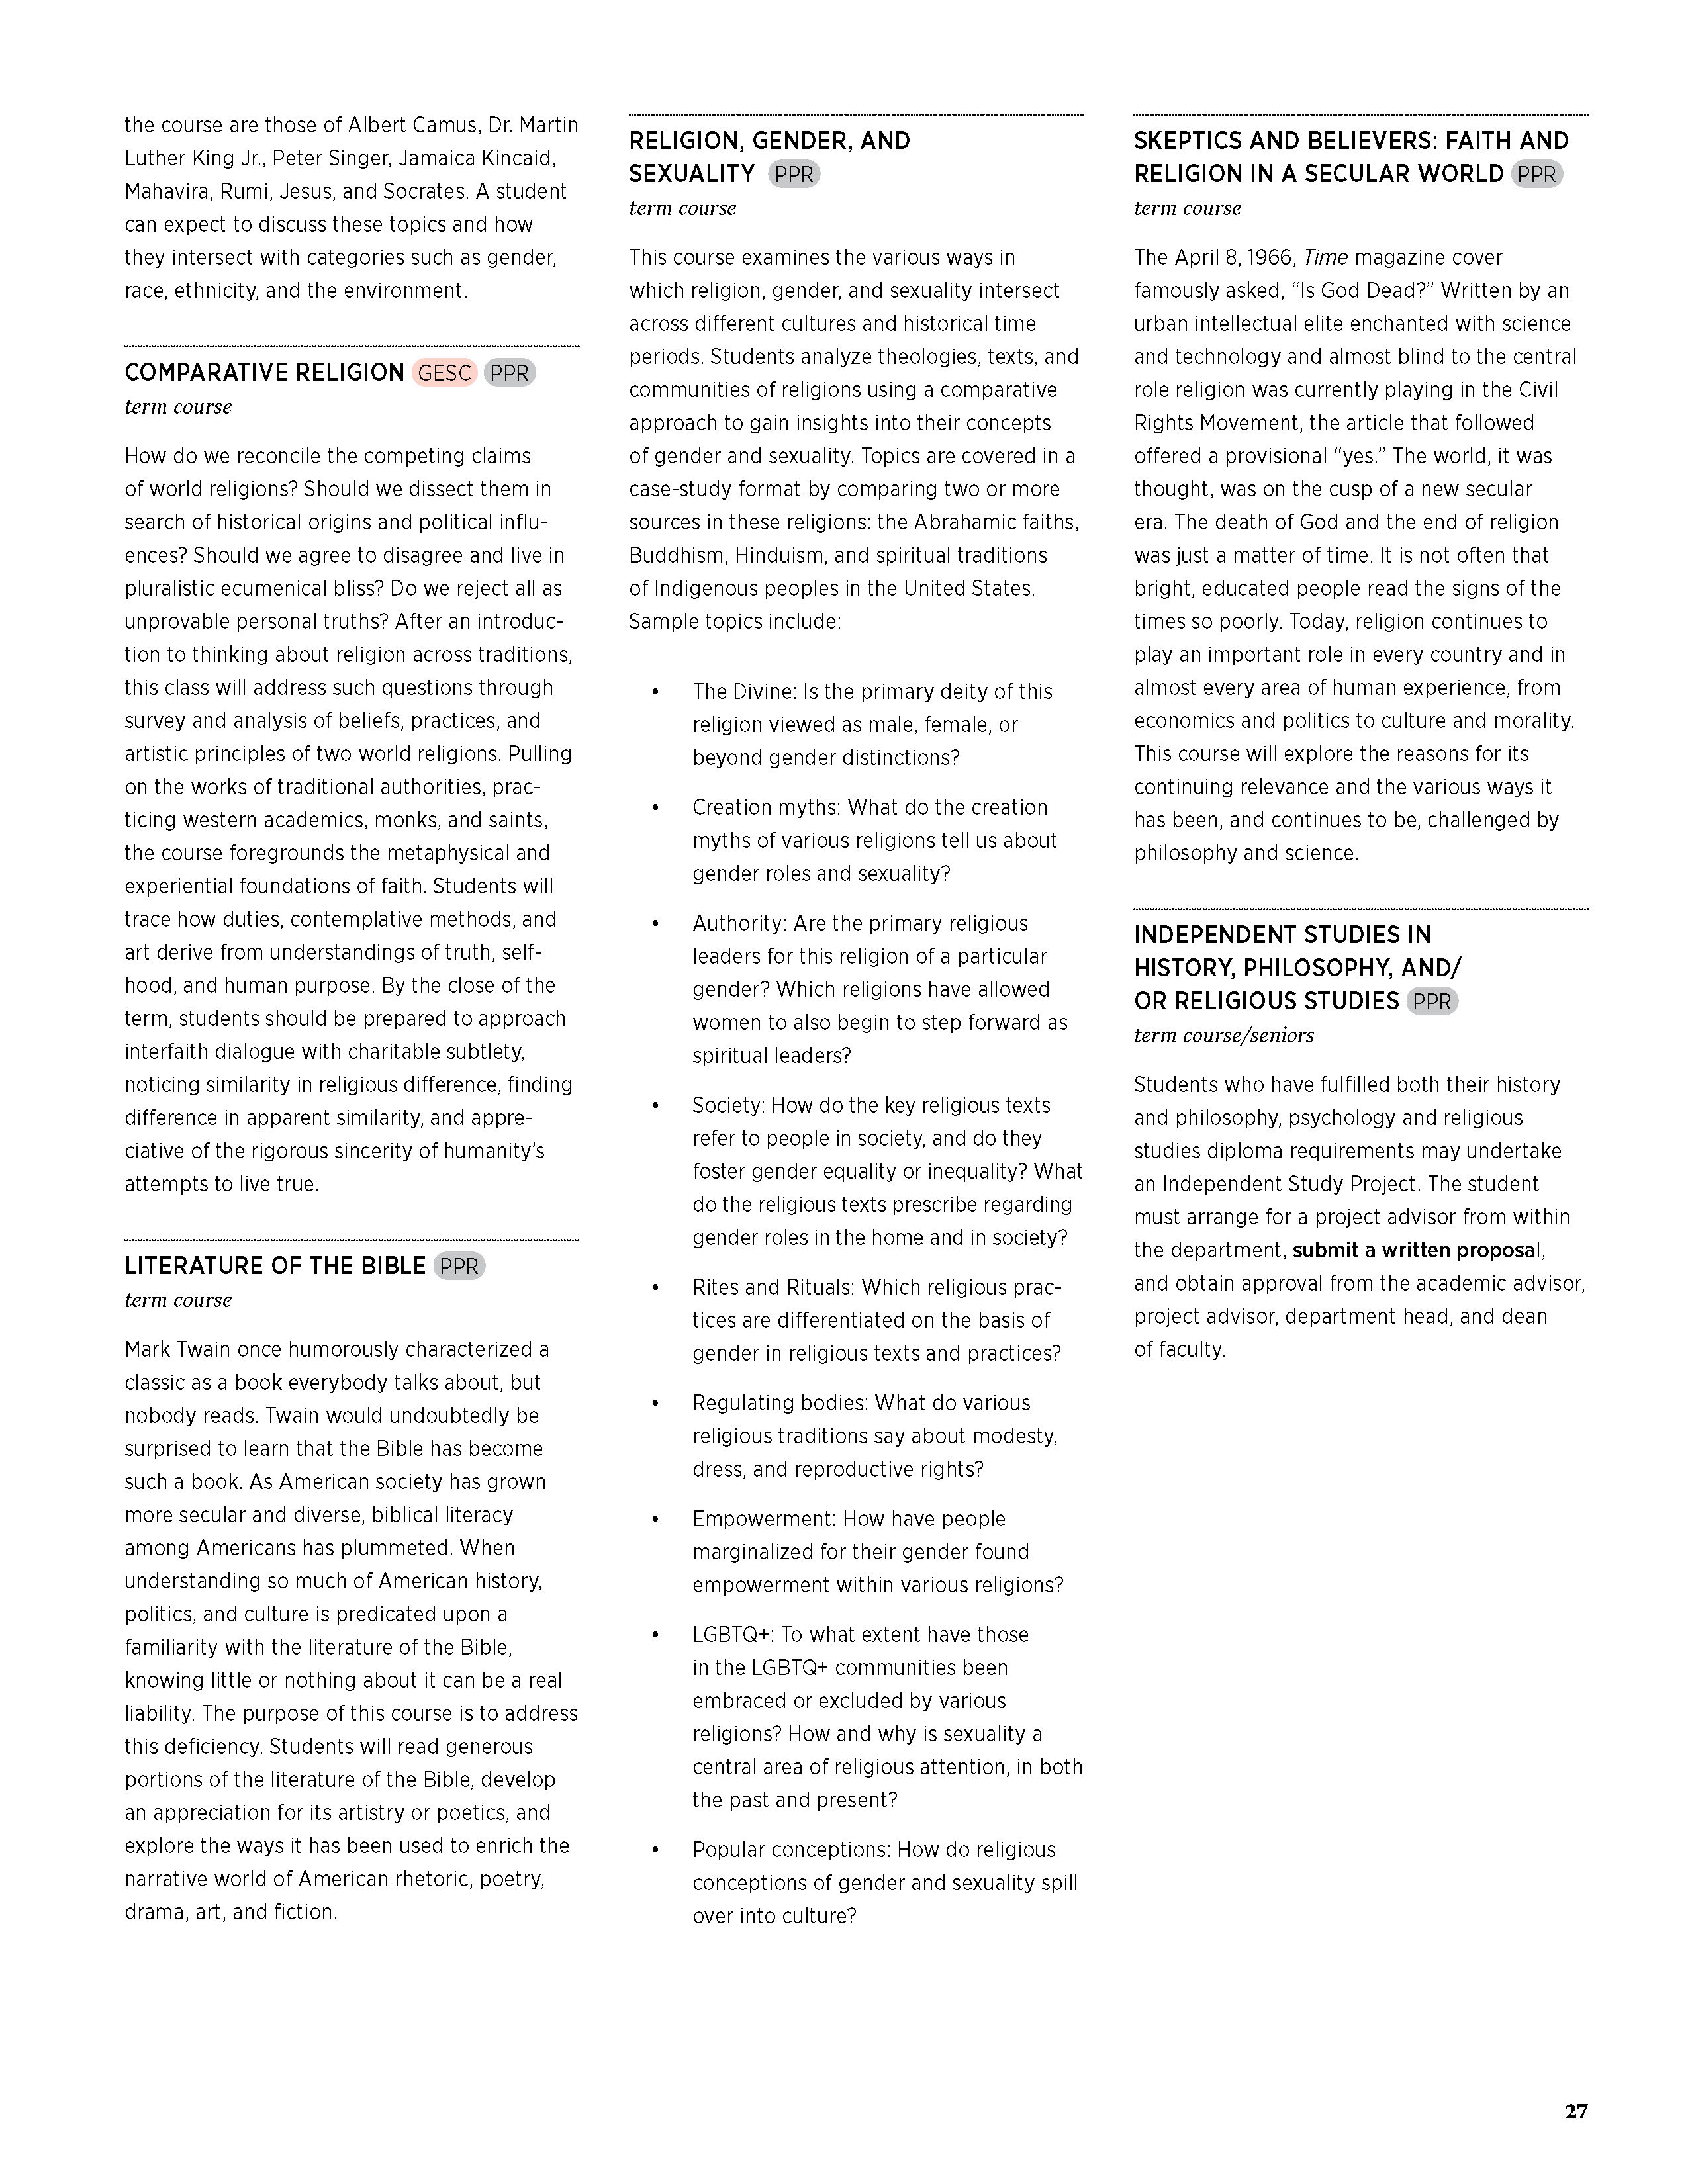 the course are those of Albert Camus, Dr. Martin
Luther King Jr., Peter Singer, Jamaica Kincaid,
Mahavira, Rumi, Jesus, and Socrates. A student
can expect to discuss these topics and how
they intersect with categories such as gender,
race, ethnicity, and the environment.
COMPARATIVE RELIGION GESC PPR
term course
How do we reconcile the competing claims
of world religions? Should we dissect them in
search of historical origins and political influ-
ences? Should we agree to disagree and live in
pluralistic ecumenical bliss? Do we reject all as
unprovable personal truths? After an introduc-
tion to thinking about religion across traditions,
this class will address such questions through
survey and analysis of beliefs, practices, and
artistic principles of two world religions. Pulling
on the works of traditional authorities, prac-
ticing western academics, monks, and saints,
the course foregrounds the metaphysical and
experiential foundations of faith. Students will
trace how duties, contemplative methods, and
art derive from understandings of truth, self-
hood, and human purpose. By the close of the
term, students should be prepared to approach
interfaith dialogue with charitable subtlety,
noticing similarity in religious difference, finding
difference in apparent similarity, and appre-
ciative of the rigorous sincerity of humanity’s
attempts to live true.
LITERATURE OF THE BIBLE PPR
term course
Mark Twain once humorously characterized a
classic as a book everybody talks about, but
nobody reads. Twain would undoubtedly be
surprised to learn that the Bible has become
such a book. As American society has grown
more secular and diverse, biblical literacy
among Americans has plummeted. When
understanding so much of American history,
politics, and culture is predicated upon a
familiarity with the literature of the Bible,
knowing little or nothing about it can be a real
liability. The purpose of this course is to address
this deficiency. Students will read generous
portions of the literature of the Bible, develop
an appreciation for its artistry or poetics, and
explore the ways it has been used to enrich the
narrative world of American rhetoric, poetry,
drama, art, and fiction.
RELIGION, GENDER, AND
SEXUALITY PPR
term course
This course examines the various ways in
which religion, gender, and sexuality intersect
across different cultures and historical time
periods. Students analyze theologies, texts, and
communities of religions using a comparative
approach to gain insights into their concepts
of gender and sexuality. Topics are covered in a
case-study format by comparing two or more
sources in these religions: the Abrahamic faiths,
Buddhism, Hinduism, and spiritual traditions
of Indigenous peoples in the United States.
Sample topics include:
• The Divine: Is the primary deity of this
religion viewed as male, female, or
beyond gender distinctions?
• Creation myths: What do the creation
myths of various religions tell us about
gender roles and sexuality?
• Authority: Are the primary religious
leaders for this religion of a particular
gender? Which religions have allowed
women to also begin to step forward as
spiritual leaders?
• Society: How do the key religious texts
refer to people in society, and do they
foster gender equality or inequality? What
do the religious texts prescribe regarding
gender roles in the home and in society?
• Rites and Rituals: Which religious prac-
tices are differentiated on the basis of
gender in religious texts and practices?
• Regulating bodies: What do various
religious traditions say about modesty,
dress, and reproductive rights?
• Empowerment: How have people
marginalized for their gender found
empowerment within various religions?
• LGBTQ+: To what extent have those
in the LGBTQ+ communities been
embraced or excluded by various
religions? How and why is sexuality a
central area of religious attention, in both
the past and present?
• Popular conceptions: How do religious
conceptions of gender and sexuality spill
over into culture?
SKEPTICS AND BELIEVERS: FAITH AND
RELIGION IN A SECULAR WORLD PPR
term course
The April 8, 1966, Time magazine cover
famously asked, “Is God Dead?” Written by an
urban intellectual elite enchanted with science
and technology and almost blind to the central
role religion was currently playing in the Civil
Rights Movement, the article that followed
offered a provisional “yes.” The world, it was
thought, was on the cusp of a new secular
era. The death of God and the end of religion
was just a matter of time. It is not often that
bright, educated people read the signs of the
times so poorly. Today, religion continues to
play an important role in every country and in
almost every area of human experience, from
economics and politics to culture and morality.
This course will explore the reasons for its
continuing relevance and the various ways it
has been, and continues to be, challenged by
philosophy and science.
INDEPENDENT STUDIES IN
HISTORY, PHILOSOPHY, AND/
OR RELIGIOUS STUDIES PPR
term course/seniors
Students who have fulfilled both their history
and philosophy, psychology and religious
studies diploma requirements may undertake
an Independent Study Project. The student
must arrange for a project advisor from within
the department, submit a written proposal,
and obtain approval from the academic advisor,
project advisor, department head, and dean
of faculty.
27